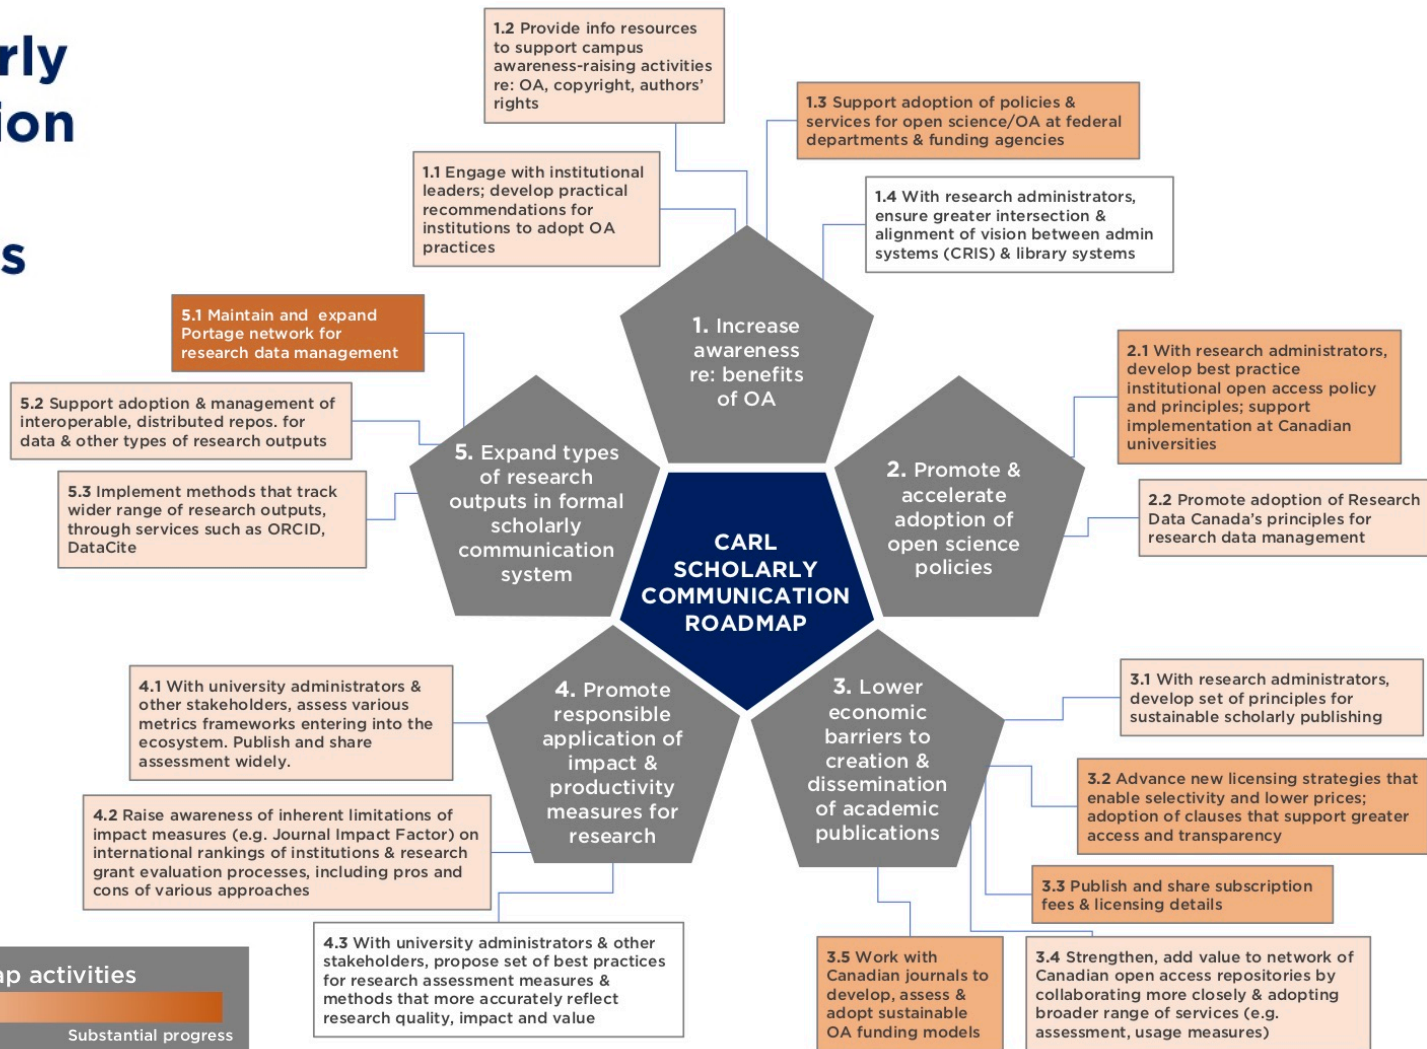 rly
ion
s
1.2 Provide info resources
to support campus
awareness-raising activities
re: OA, copyright, authors'
rights
1.3 Support adoption of policies &
services for open science/OA at federal
departments & funding agencies
1.1 Engage with institutional
leaders; develop practical
recommendations for
institutions to adopt OA
practices
1.4 With research administrators,
ensure greater intersection &
alignment of vision between admin
systems (CRIS) & library systems
1. Increase
awareness
re: benefits
of OA
5.1 Maintain and expand
Portage network for
research data management
5.2 Support adoption & management of
interoperable, distributed repos. for
data & other types of research outputs
5.3 Implement methods that track
wider range of research outputs,
through services such as ORCID,
DataCite
5. Expand types
of research
outputs in formal
scholarly
communication
system
2.1 With research administrators,
develop best practice
institutional open access policy
and principles; support
implementation at Canadian
universities
2.2 Promote adoption of Research
Data Canada's principles for
research data management
2. Promote &
accelerate
adoption of
open science
policies
CARL
SCHOLARLY
COMMUNICATION
ROADMAP
4.1 With university administrators &
other stakeholders, assess various
metrics frameworks entering into the
ecosystem. Publish and share
assessment widely.
4.2 Raise awareness of inherent limitations of
impact measures (e.g. Journal Impact Factor) on
international rankings of institutions & research
grant evaluation processes, including pros and
cons of various approaches
4.3 With university administrators & other
stakeholders, propose set of best practices
for research assessment measures &
methods that more accurately reflect
research quality, impact and value
4. Promote
responsible
application of
impact &
productivity
measures for
research
3. Lower
economic
barriers to
creation &
dissemination
of academic
publications
3.1 With research administrators,
develop set of principles for
sustainable scholarly publishing
3.2 Advance new licensing strategies that
enable selectivity and lower prices;
adoption of clauses that support greater
access and transparency
3.3 Publish and share subscription
fees & licensing details
3.5 Work with
Canadian journals to
develop, assess &
adopt sustainable
OA funding models
3.4 Strengthen, add value to network of
Canadian open access repositories by
collaborating more closely & adopting
broader range of services (e.g.
assessment, usage measures)
ap activities
Substantial progress